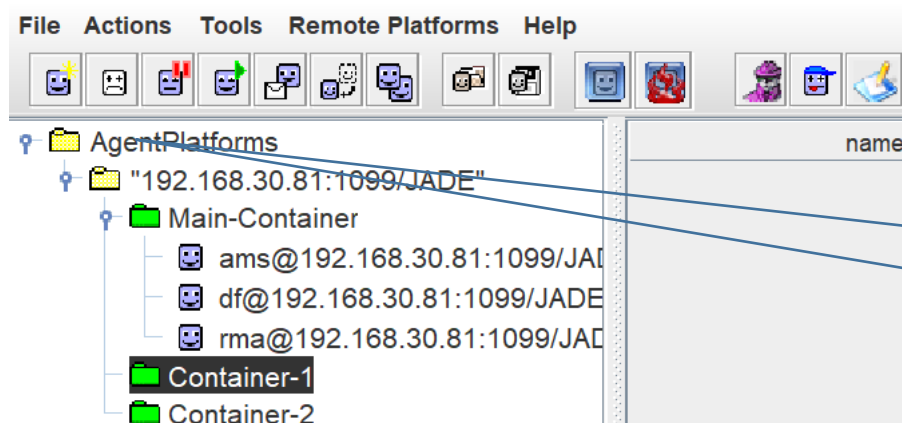 File Actions Tools Remote Platforms Help
AgentPlatforms
name
"192.168.30.81:1099/JADE"
Main-Container
ams@192.168.30.81:1099/JAD
df@192.168.30.81:1099/JADE
rma@192.168.30.81:1099/JAD
Container-1
Container-2